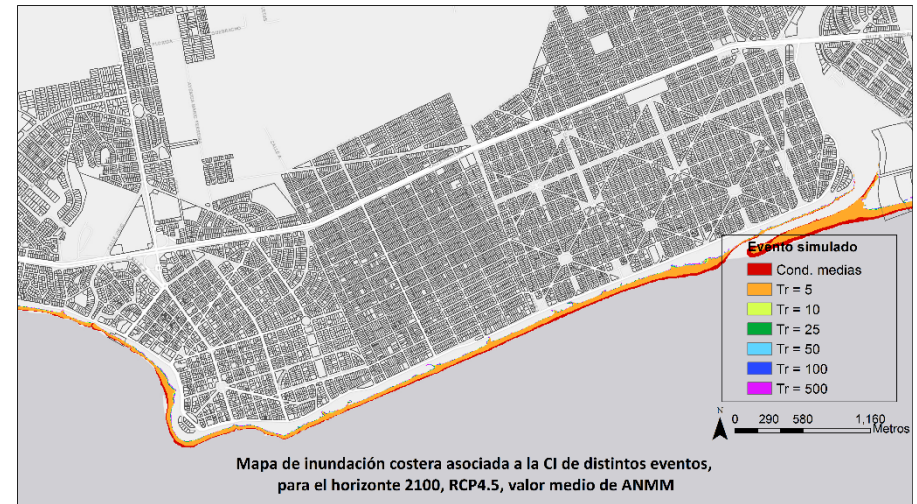 FLORIDA
QUEBRACHO
Evento simulado
Cond. medias
Tr = 5
Tr = 10
Tr = 25
Tr = 50
Tr = 100
Tr = 500
N
0 290 580 1,160
Metros
Mapa de inundación costera asociada a la CI de distintos eventos,
para el horizonte 2100, RCP4.5, valor medio de ANMM